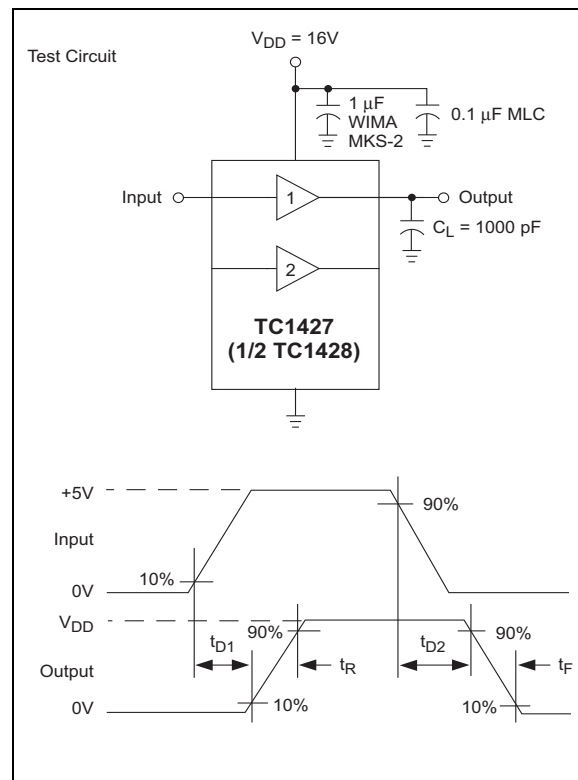 Test Circuit
V_DD = 16V
1 μF
WIMA
MKS-2
0.1 μF MLC
Input
1
Output
C_L = 1000 pF
2
TC1427
(1/2 TC1428)
+5V
90%
Input
10%
0V
V_DD
t_D1
90%
t_R
t_D2
90%
t_F
Output
0V
10%
10%